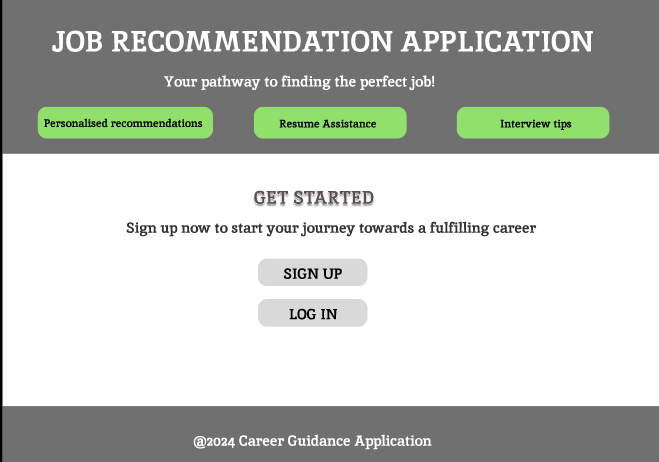 JOB RECOMMENDATION APPLICATION
Your pathway to finding the perfect job!
Personalised recommendations
Resume Assistance
Interview tips
GET STARTED
Sign up now to start your journey towards a fulfilling career
SIGN UP
LOG IN
@2024 Career Guidance Application